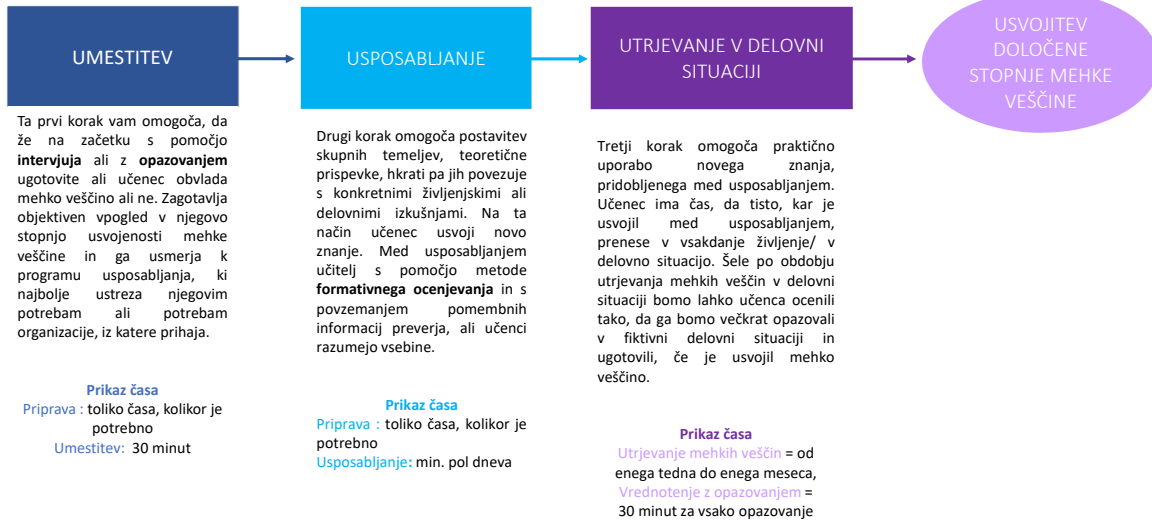 UMESTITEV
Ta prvi korak vam omogoča, da
že na začetku s pomočjo
intervjuja ali z opazovanjem
ugotovite ali učenec obvlada
mehko veščino ali ne. Zagotavlja
objektiven vpogled v njegovo
stopnjo usvojenosti mehke
veščine in ga usmerja k
programu usposabljanja, ki
najbolje ustreza njegovim
potrebam ali potrebam
organizacije, iz katere prihaja.
Prikaz časa
Priprava : toliko časa, kolikor je
potrebno
Umestitev: 30 minut
USPOSABLJANJE
Drugi korak omogoča postavitev
skupnih temeljev, teoretične
prispevke, hkrati pa jih povezuje
s konkretnimi življenjskimi ali
delovnimi izkušnjami. Na ta
način učenec usvoji novo
znanje. Med usposabljanjem
učitelj s pomočjo metode
formativnega ocenjevanja in s
povzemanjem pomembnih
informacij preverja, ali učenci
razumejo vsebine.
Prikaz časa
Priprava : toliko časa, kolikor je
potrebno
Usposabljanje: min. pol dneva
UTRJEVANJE V DELOVNI
SITUACIJI
Tretji korak omogoča praktično
uporabo novega znanja,
pridobljenega med usposabljanjem.
Učenec ima čas, da tisto, kar je
usvojil med usposabljanjem,
prenese v vsakdanje življenje/ v
delovno situacijo. Šele po obdobju
utrjevanja mehkih veščin v delovni
situaciji bomo lahko učenca ocenili
tako, da ga bomo večkrat opazovali
v fiktivni delovni situaciji in
ugotovili, če je usvojil mehko
veščino.
Prikaz časa
Utrjevanje mehkih veščin = od
enega tedna do enega meseca,
Vrednotenje z opazovanjem =
30 minut za vsako opazovanje
USVOJITEV
DOLOČENE
STOPNJE MEHKE
VEŠČINE